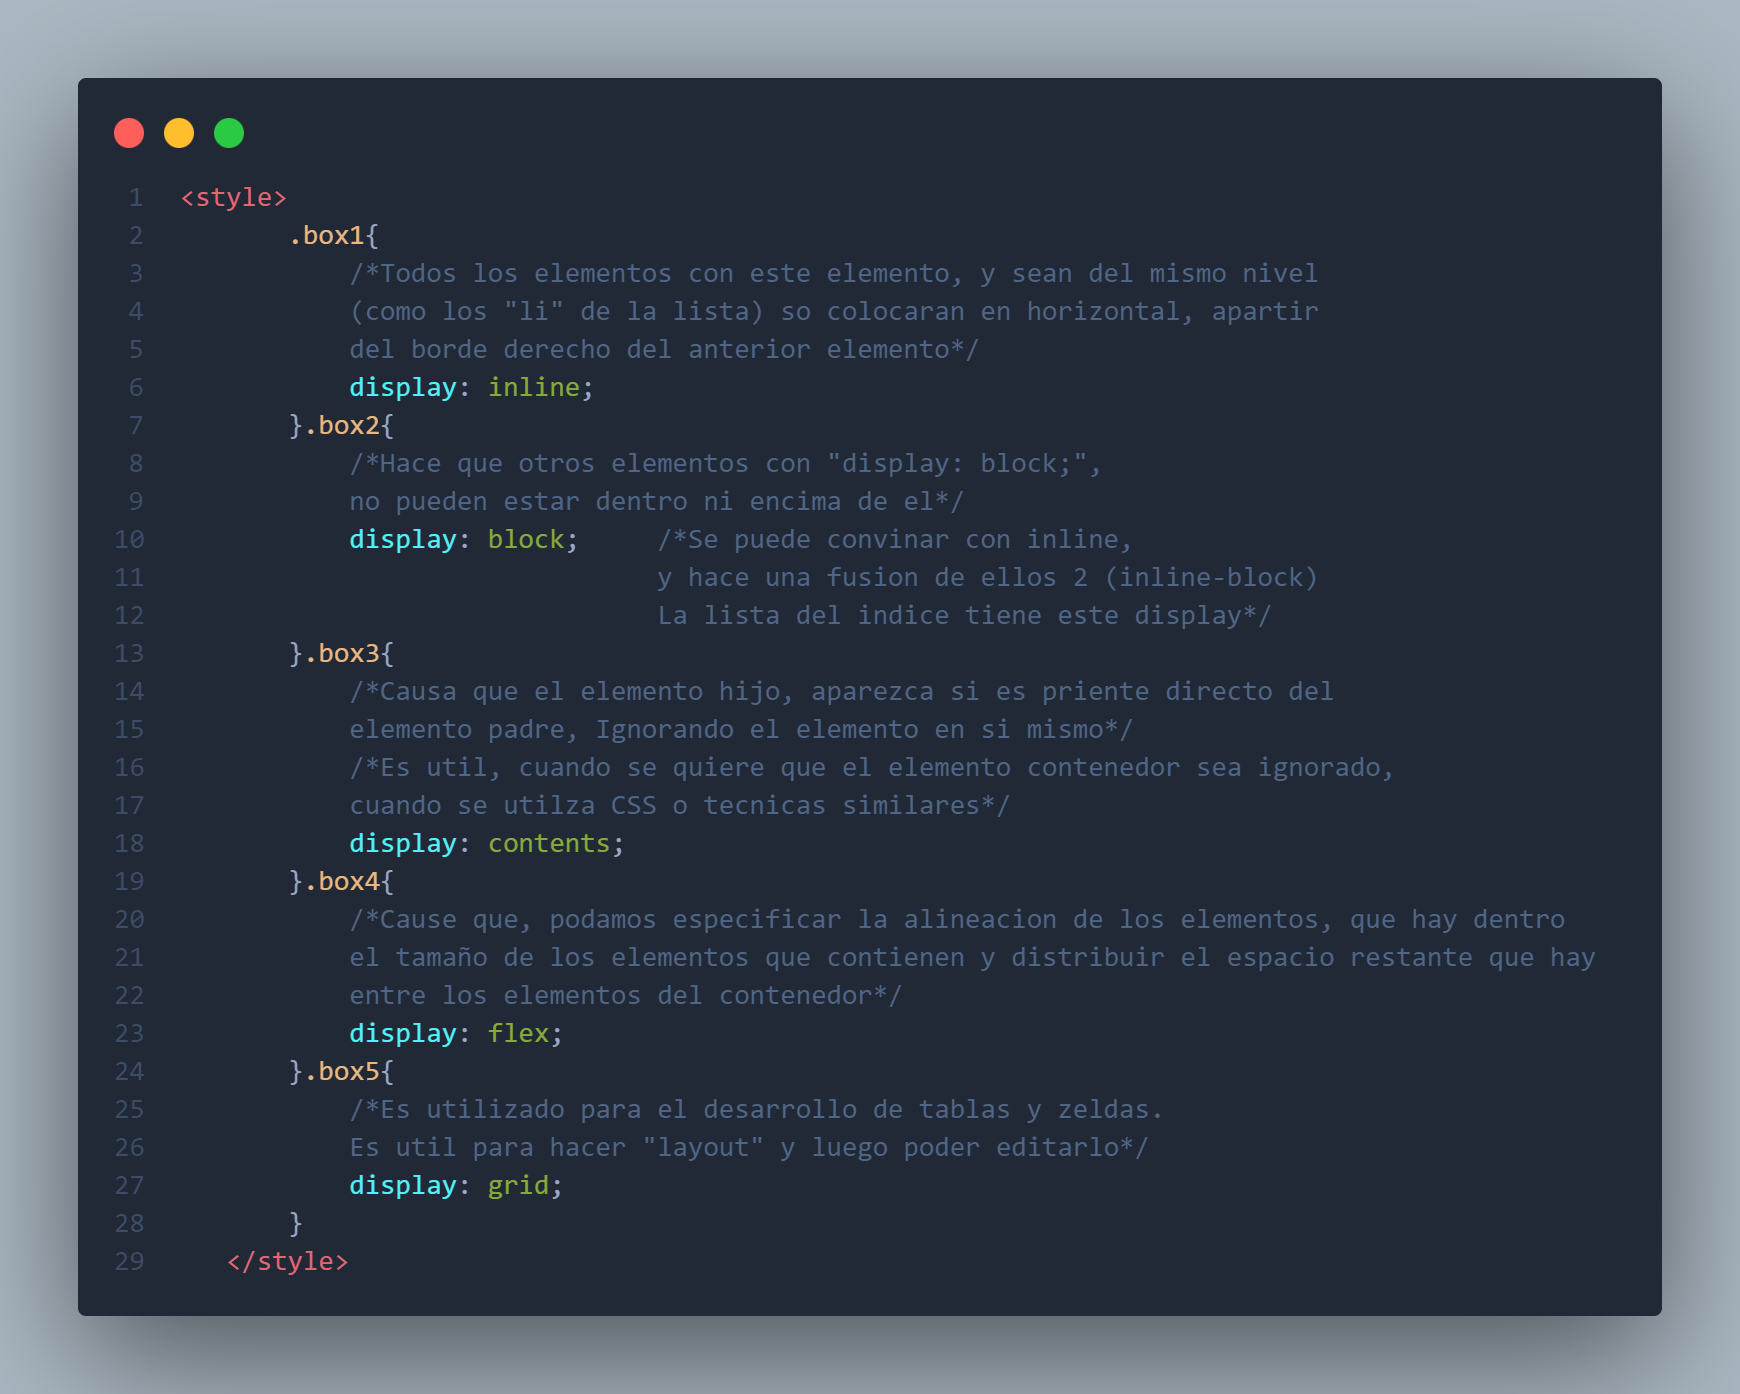 1 <style>
2 .box1{
3 /*Todos los elementos con este elemento, y sean del mismo nivel
4 (como los "li" de la lista) so colocaran en horizontal, apartir
5 del borde derecho del anterior elemento*/
6 display: inline;
7 }.box2{
8 /*Hace que otros elementos con "display: block;",
9 no pueden estar dentro ni encima de el*/
10 display: block; /*Se puede convinar con inline,
11 y hace una fusion de ellos 2 (inline-block)
12 La lista del indice tiene este display*/
13 }.box3{
14 /*Causa que el elemento hijo, aparezca si es priente directo del
15 elemento padre, Ignorando el elemento en si mismo*/
16 /*Es util, cuando se quiere que el elemento contenedor sea ignorado,
17 cuando se utilza CSS o tecnicas similares*/
18 display: contents;
19 }.box4{
20 /*Cause que, podamos especificar la alineacion de los elementos, que hay dentro
21 el tamaño de los elementos que contienen y distribuir el espacio restante que hay
22 entre los elementos del contenedor*/
23 display: flex;
24 }.box5{
25 /*Es utilizado para el desarrollo de tablas y zeldas.
26 Es util para hacer "layout" y luego poder editarlo*/
27 display: grid;
28 }
29 </style>